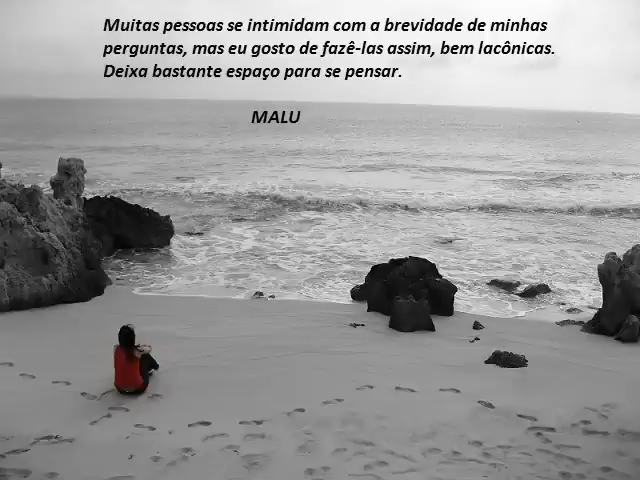 Muitas pessoas se intimidam com a brevidade de minhas
perguntas, mas eu gosto de fazê-las assim, bem lacônicas.
Deixa bastante espaço para se pensar.
MALU